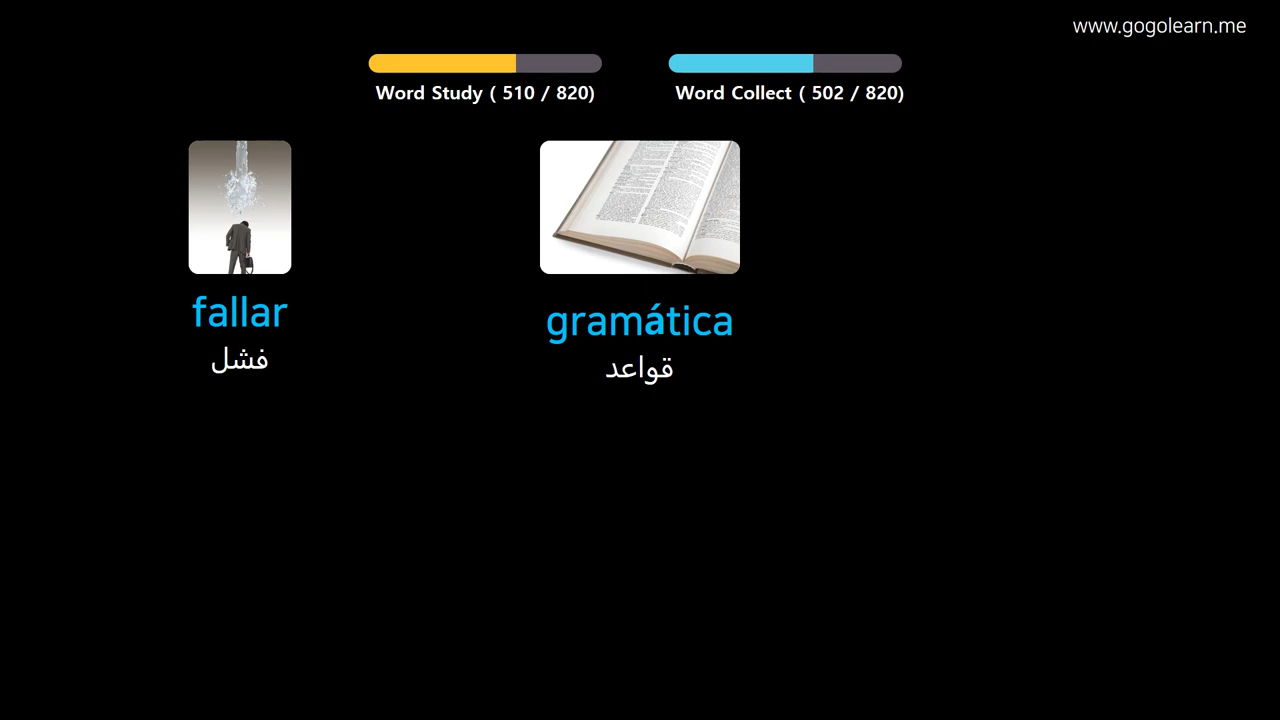 www.gogolearn.me
Word Study ( 510 / 820)
Word Collect ( 502 / 820)
fallar
فشل
gramática
قواعد